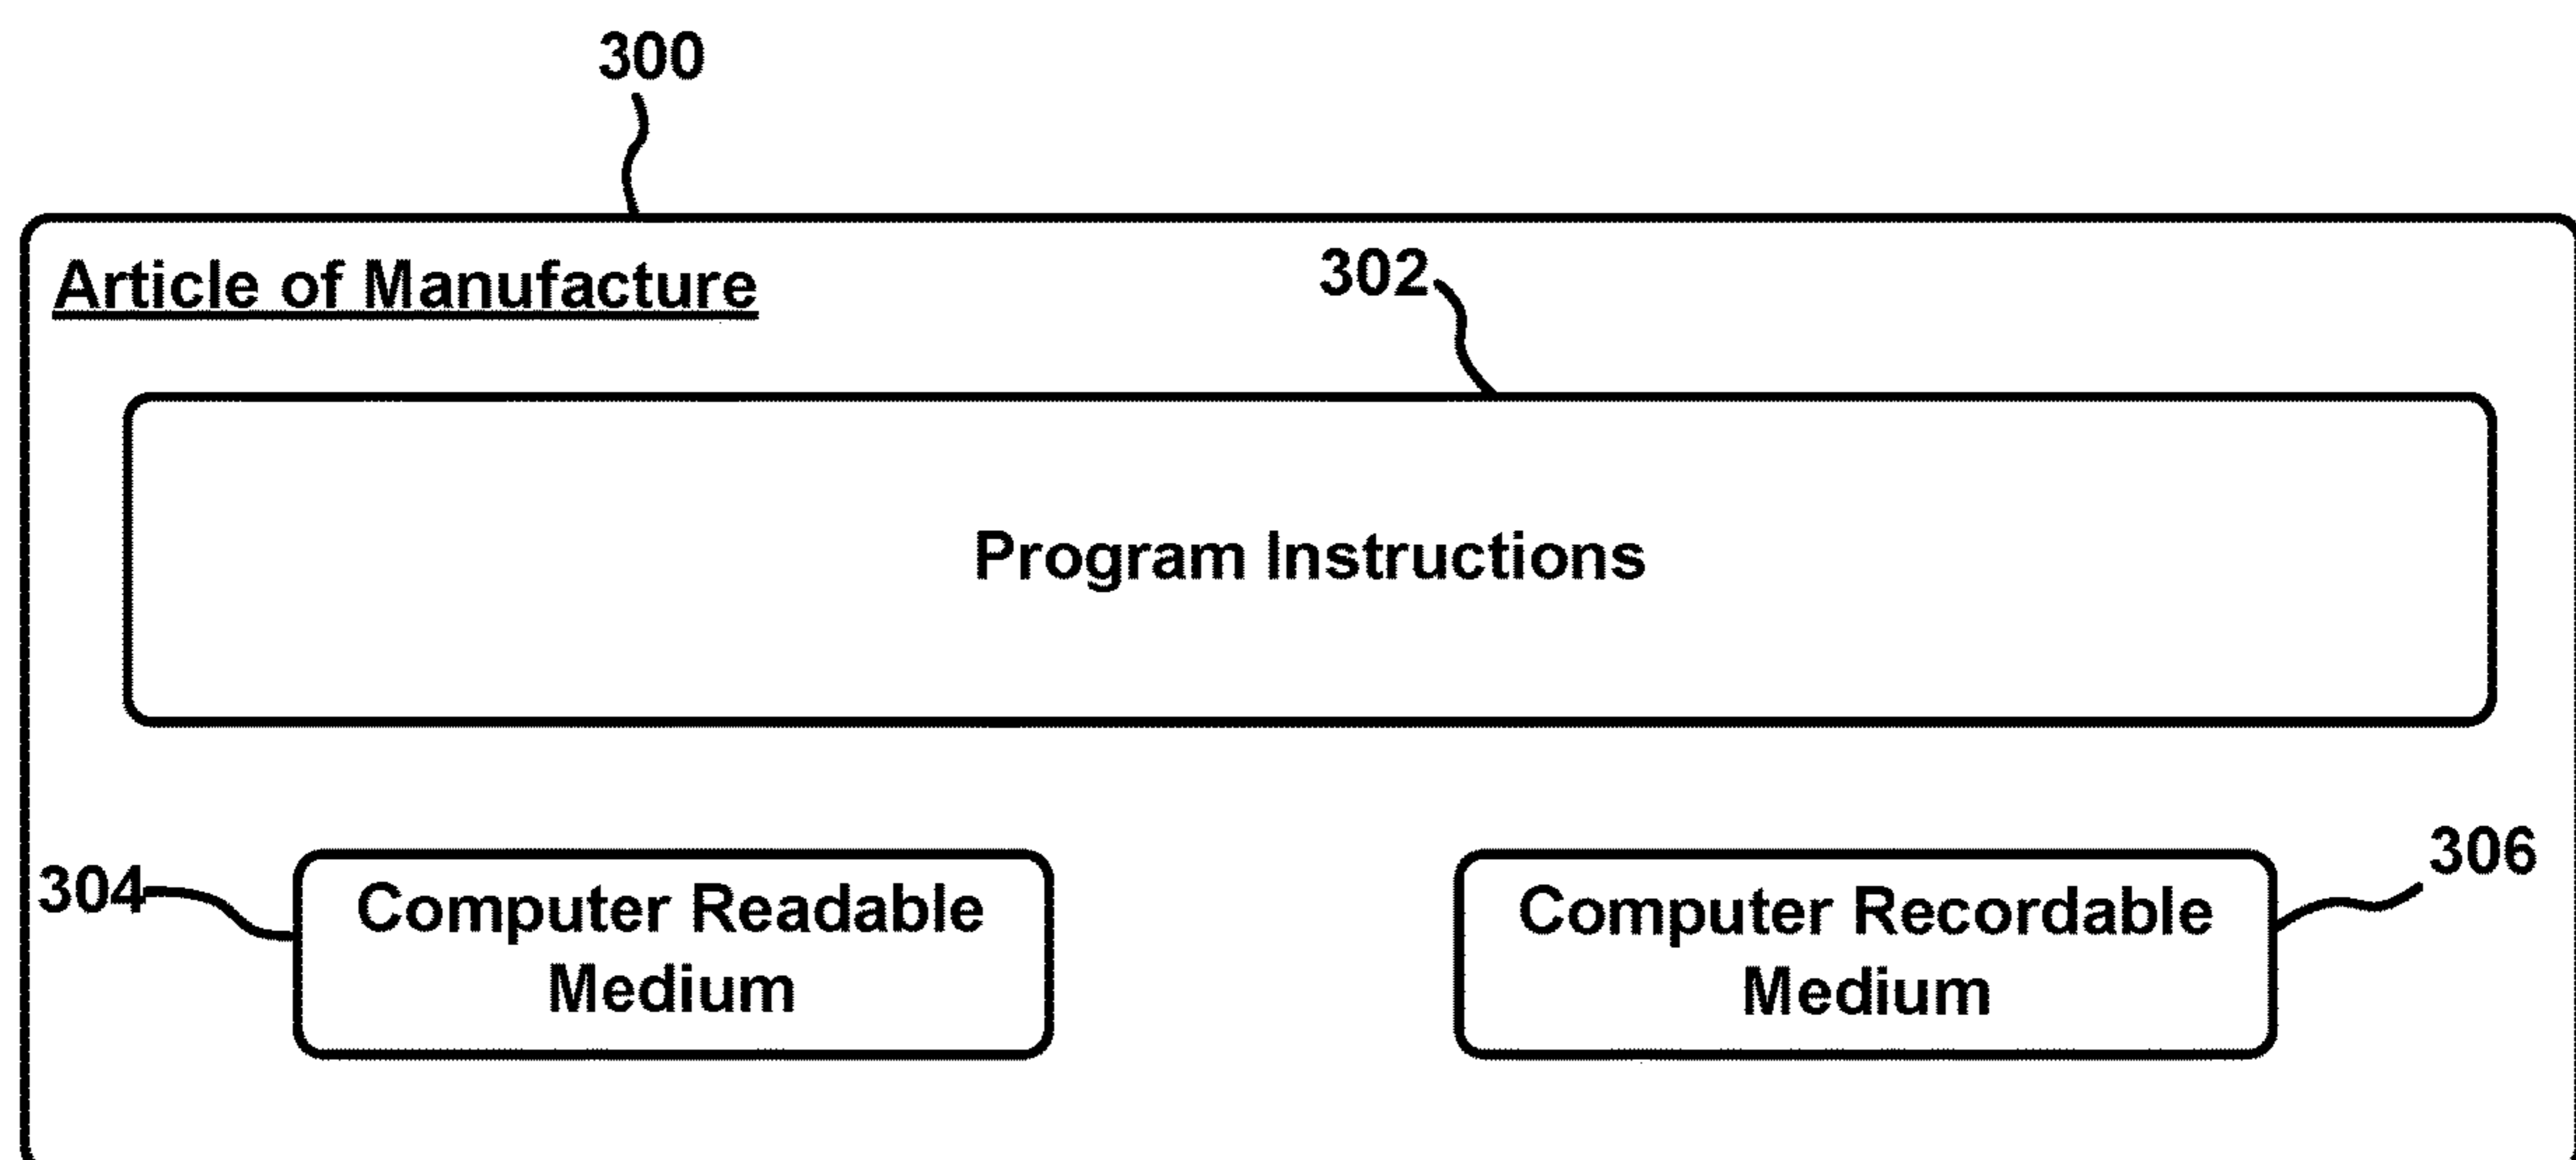 300
Article of Manufacture
302
Program Instructions
304
Computer Readable
Medium
Computer Recordable
Medium
306